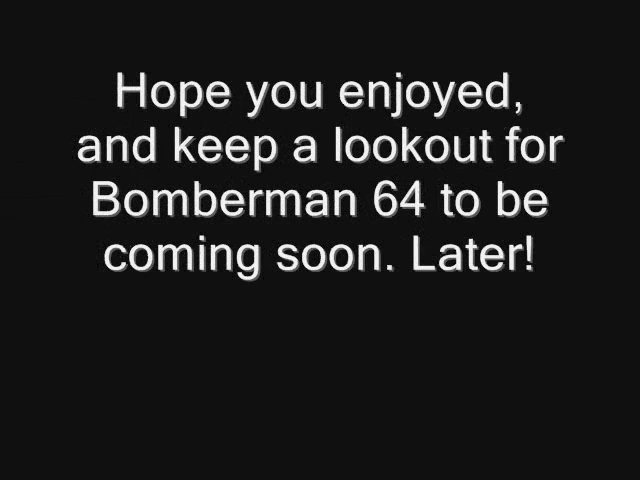 Hope you enjoyed,
and keep a lookout for
Bomberman 64 to be
coming soon. Later!